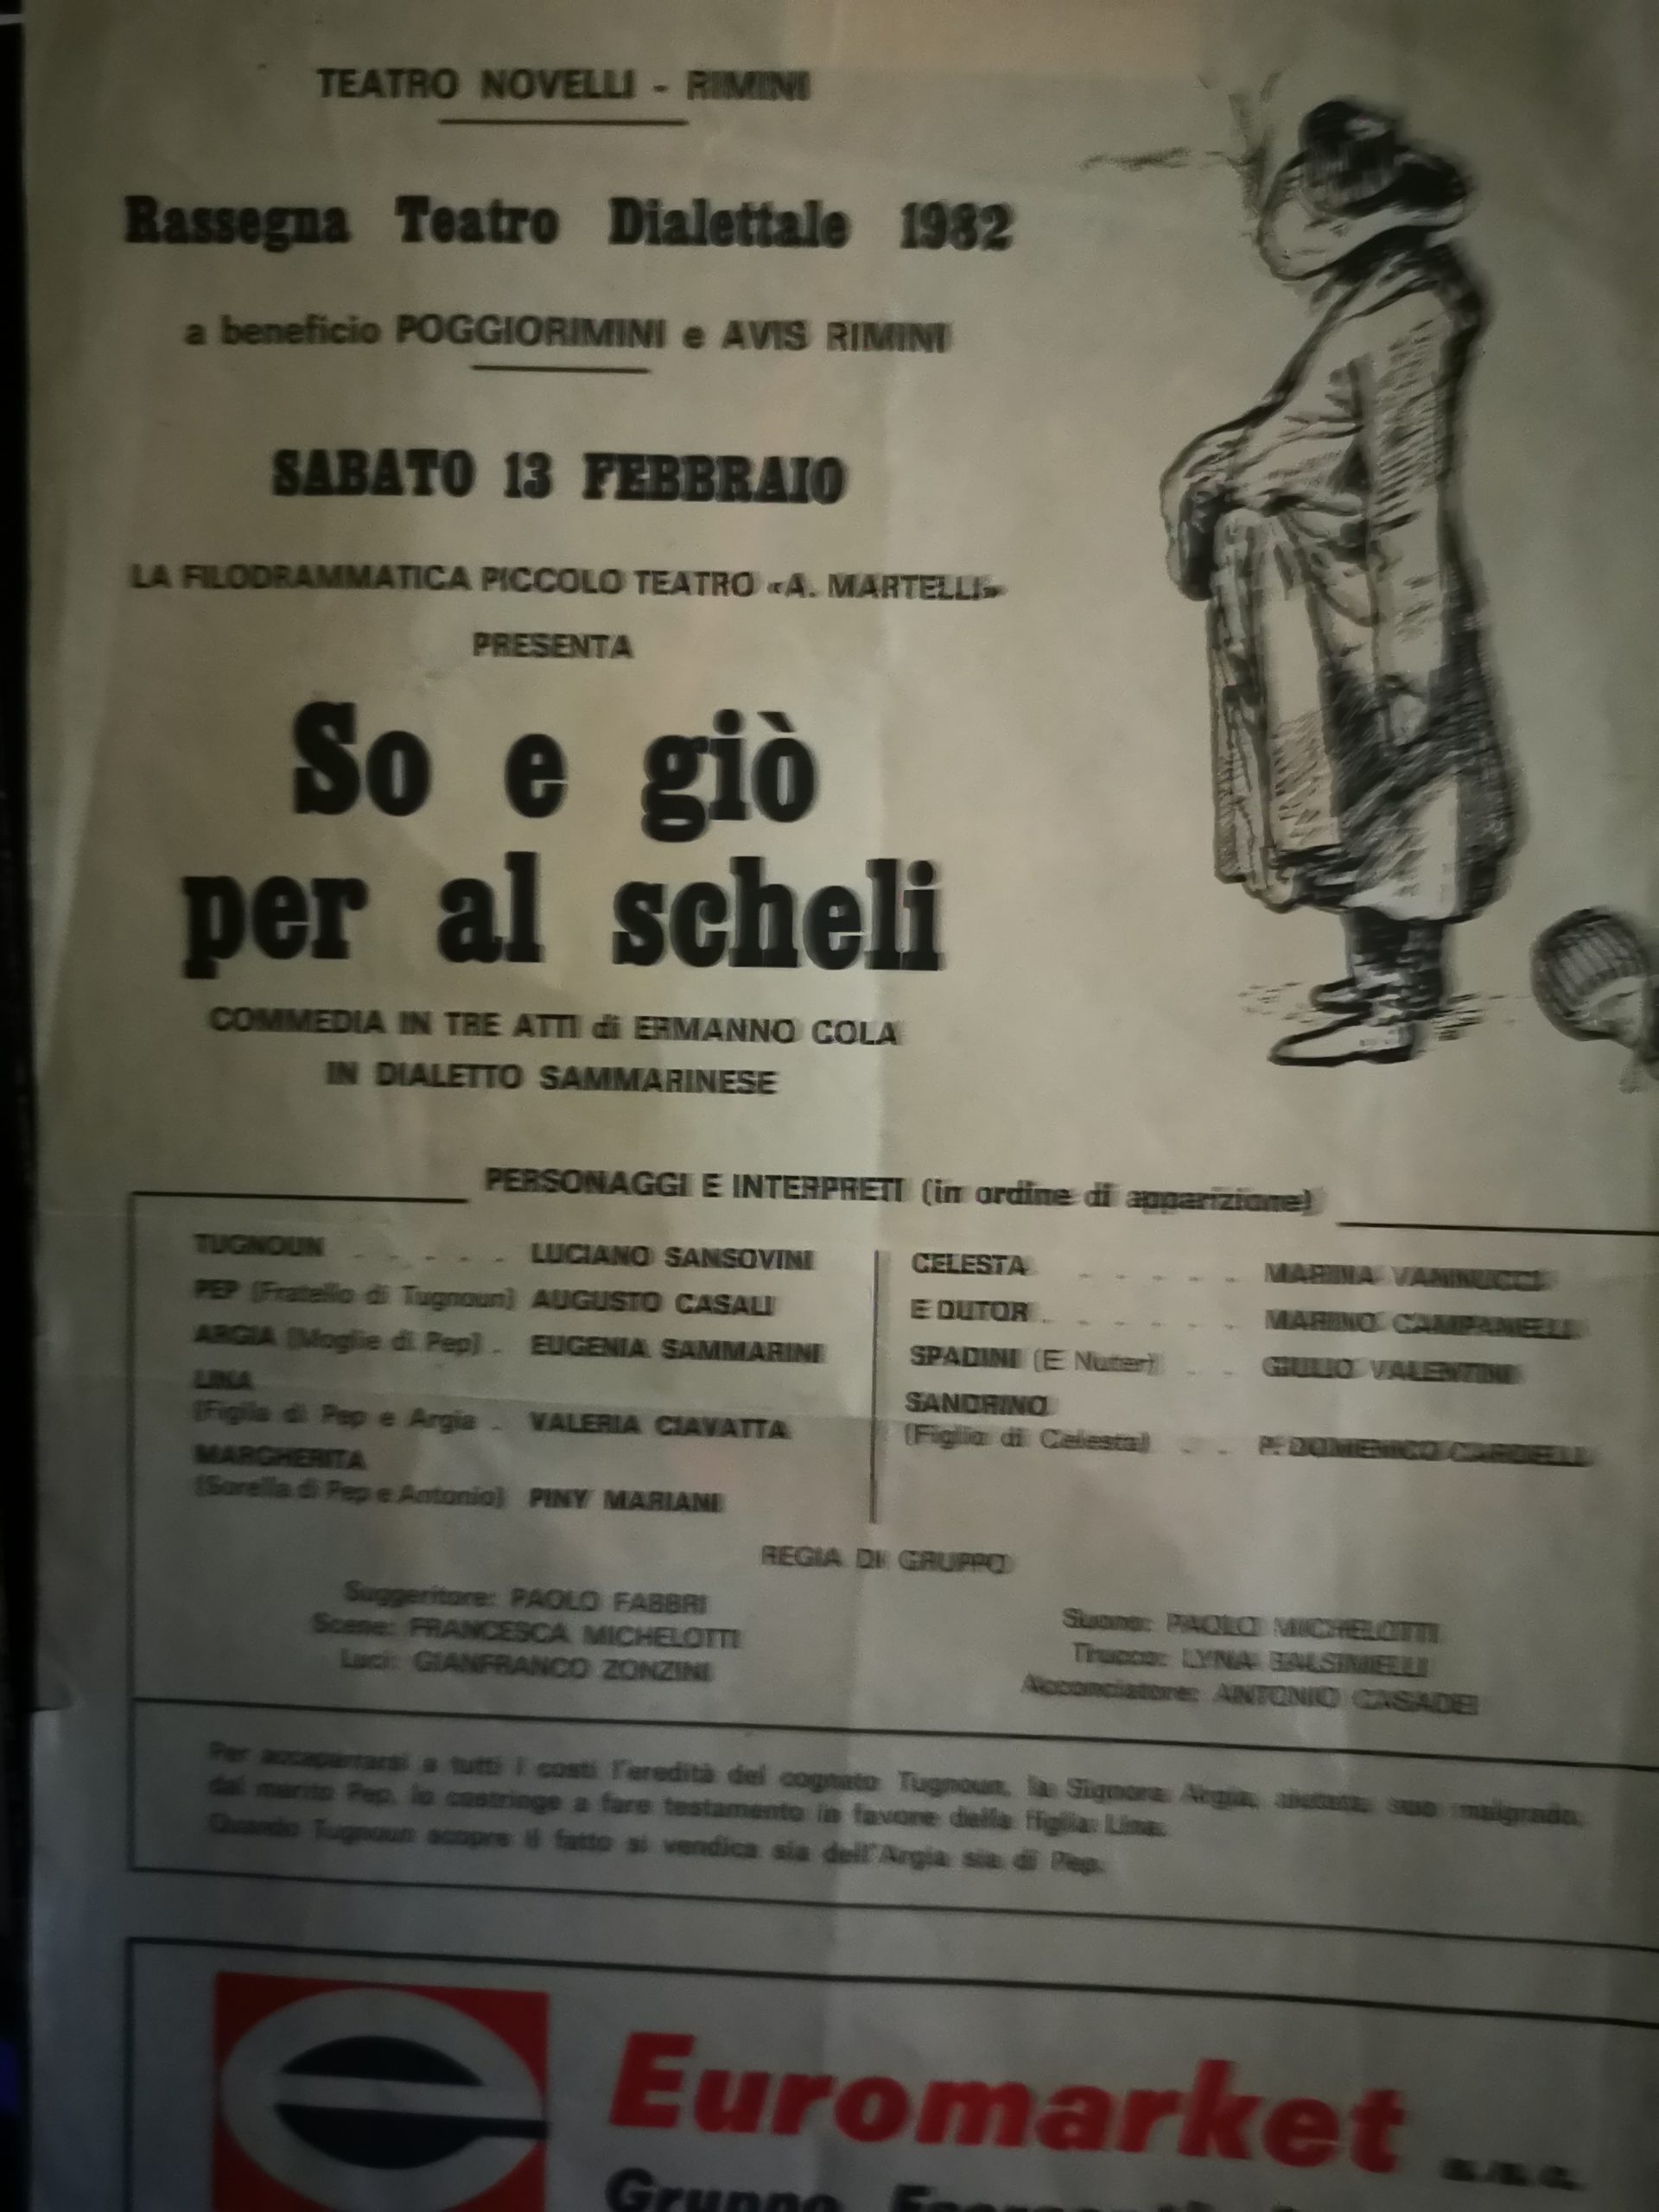 TEATRO NOVELLI - RIMINI
Rassegna Teatro Dialettale 1982
a beneficio POGGIORIMINI e AVIS RIMINI
SABATO 13 FEBBRAIO
LA FILODRAMMATICA PICCOLO TEATRO «A. MARTELLI»
PRESENTA
So e giò
per al scheli
COMMEDIA IN TRE ATTI di ERMANNO COLA
IN DIALETTO SAMMARINESE
PERSONAGGI E INTERPRETI (in ordine di apparizione)
TUGNOUN . . . . . LUCIANO SANSOVINI
PEP (Fratello di Tugnoun) AUGUSTO CASALI
ARGIA (Moglie di Pep) . EUGENIA SAMMARINI
LINA
(Figlia di Pep e Argia . VALERIA CIAVATTA
MARGHERITA
(Sorella di Pep e Antonio) PINY MARIANI
CELESTA . . . . . MARINA VANNUCCI
E DUTOR . . . . . . MARINO CAMPANELLI
SPADINI (E Nuteri) . . GIULIO VALENTINI
SANDRINO
(Figlio di Celesta) . . P. DOMENICO CARDELLI
REGIA DI GRUPPO
Suggeritore: PAOLO FABBRI
Scene: FRANCESCA MICHELOTTI
Luci: GIANFRANCO ZONZINI
Suono: PAOLO MICHELOTTI
Trucco: LYNA BALSIMELLI
Acconciatore: ANTONIO CASADEI
Per accaparrarsi a tutti i costi l'eredità del cognato Tugnoun, la Signora Argia, aiutata suo malgrado,
dal marito Pep, lo costringe a fare testamento in favore della figlia Lina.
Quando Tugnoun scopre il fatto si vendica sia dell'Argia sia di Pep.
Euromarket s.n.c.
Gruppo